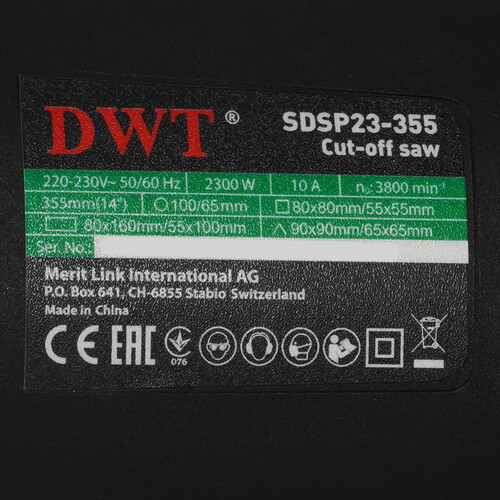 DWT®
SDSP23-355
Cut-off saw
220-230V~ 50/60 Hz 2300 W 10 A n₀: 3800 min⁻¹
355mm(14") ○ 100/65mm □ 80x80mm/55x55mm
▭ 80x160mm/55x100mm △ 90x90mm/65x65mm
Ser. No.:
Merit Link International AG
P.O. Box 641, CH-6855 Stabio Switzerland
Made in China
CE EAC 076